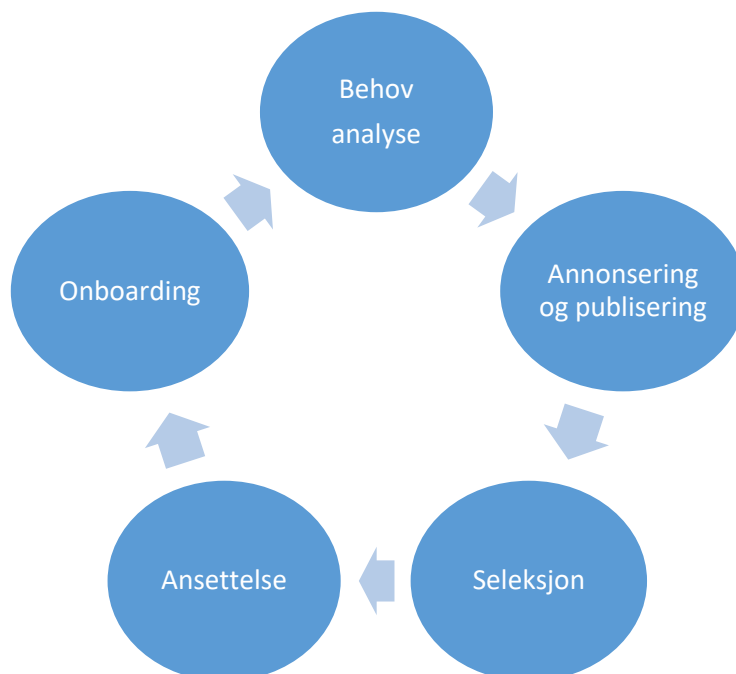 Behov
analyse
Annonsering
og publisering
Seleksjon
Ansettelse
Onboarding